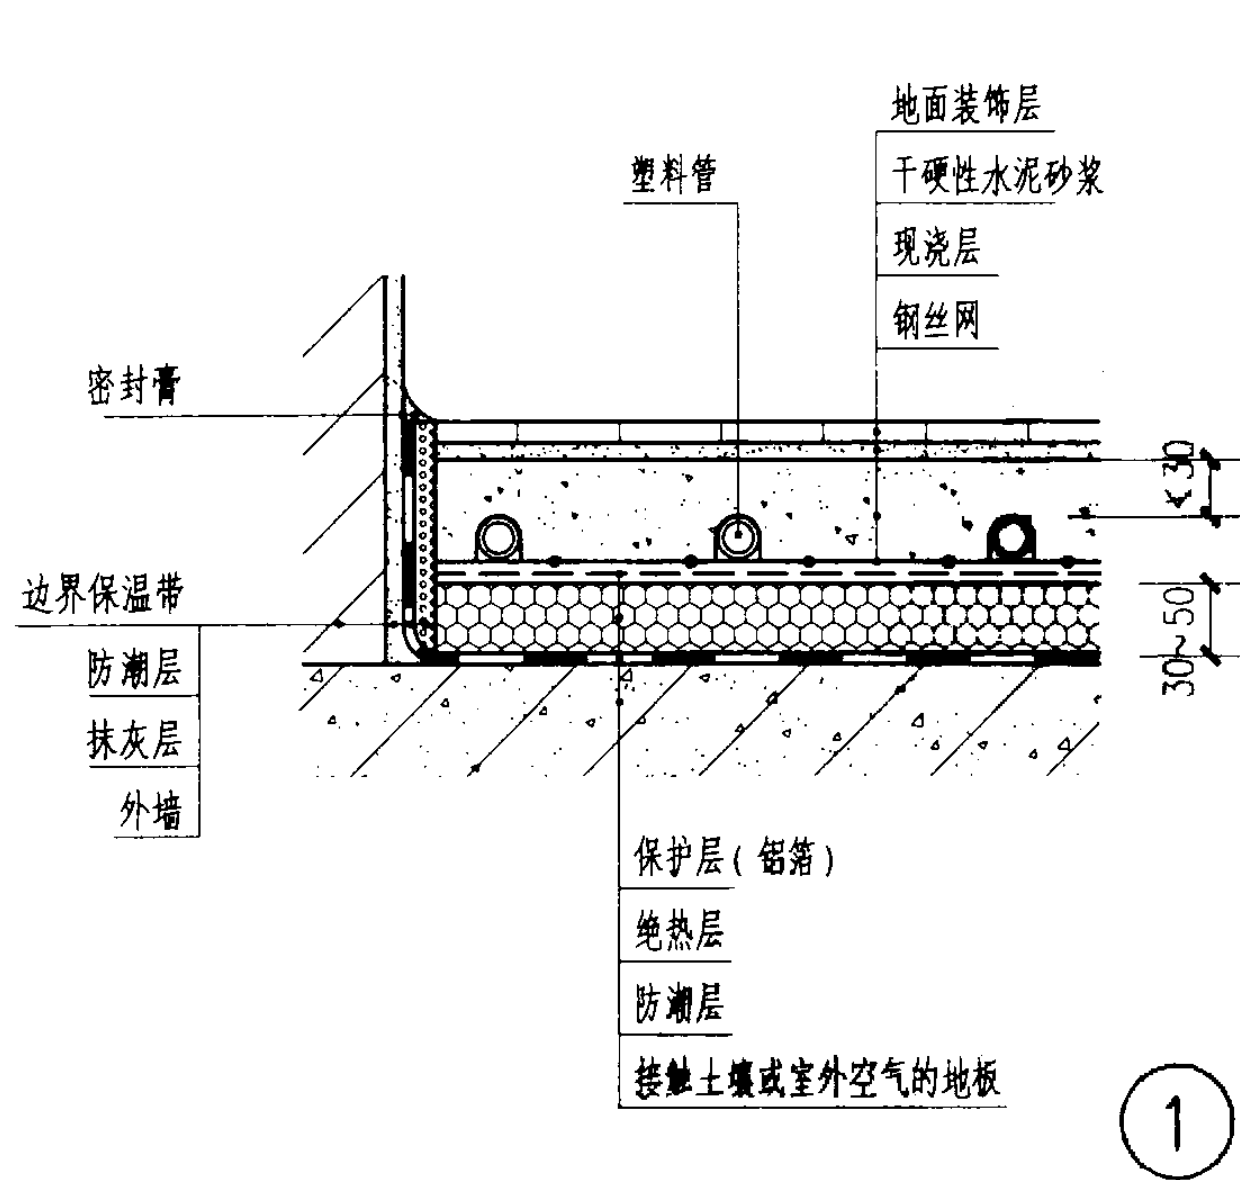 地面装饰层
塑料管
干硬性水泥砂浆
现浇层
钢丝网
密封膏
≮30
边界保温带
30~50
防潮层
抹灰层
外墙
保护层(铝箔)
绝热层
防潮层
接触土壤或室外空气的地板
1